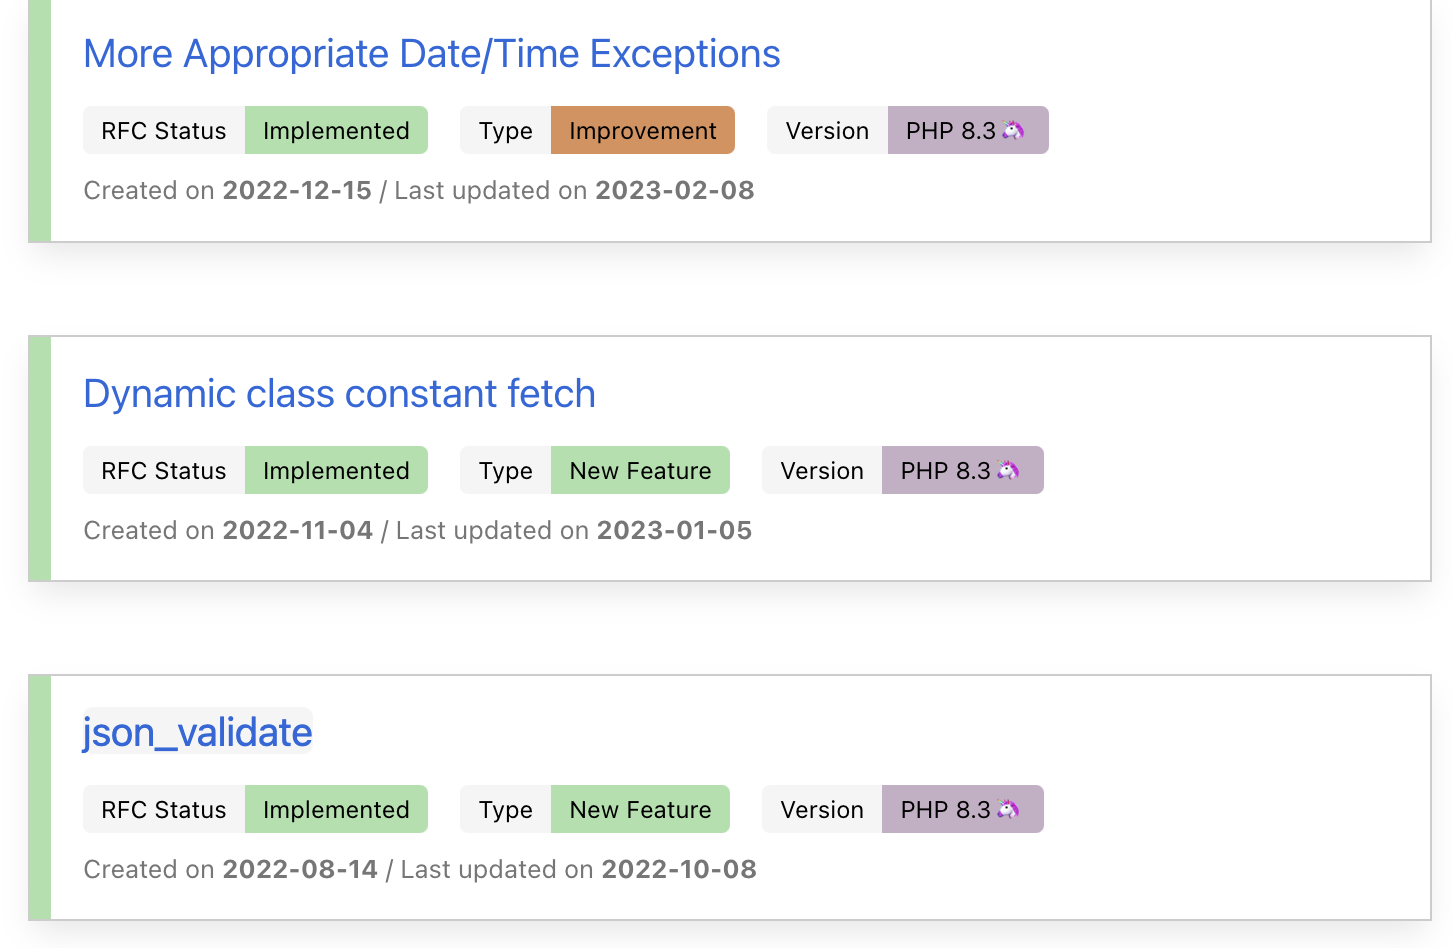 More Appropriate Date/Time Exceptions
RFC Status Implemented Type Improvement Version PHP 8.3🦄
Created on 2022-12-15 / Last updated on 2023-02-08
Dynamic class constant fetch
RFC Status Implemented Type New Feature Version PHP 8.3🦄
Created on 2022-11-04 / Last updated on 2023-01-05
json_validate
RFC Status Implemented Type New Feature Version PHP 8.3🦄
Created on 2022-08-14 / Last updated on 2022-10-08